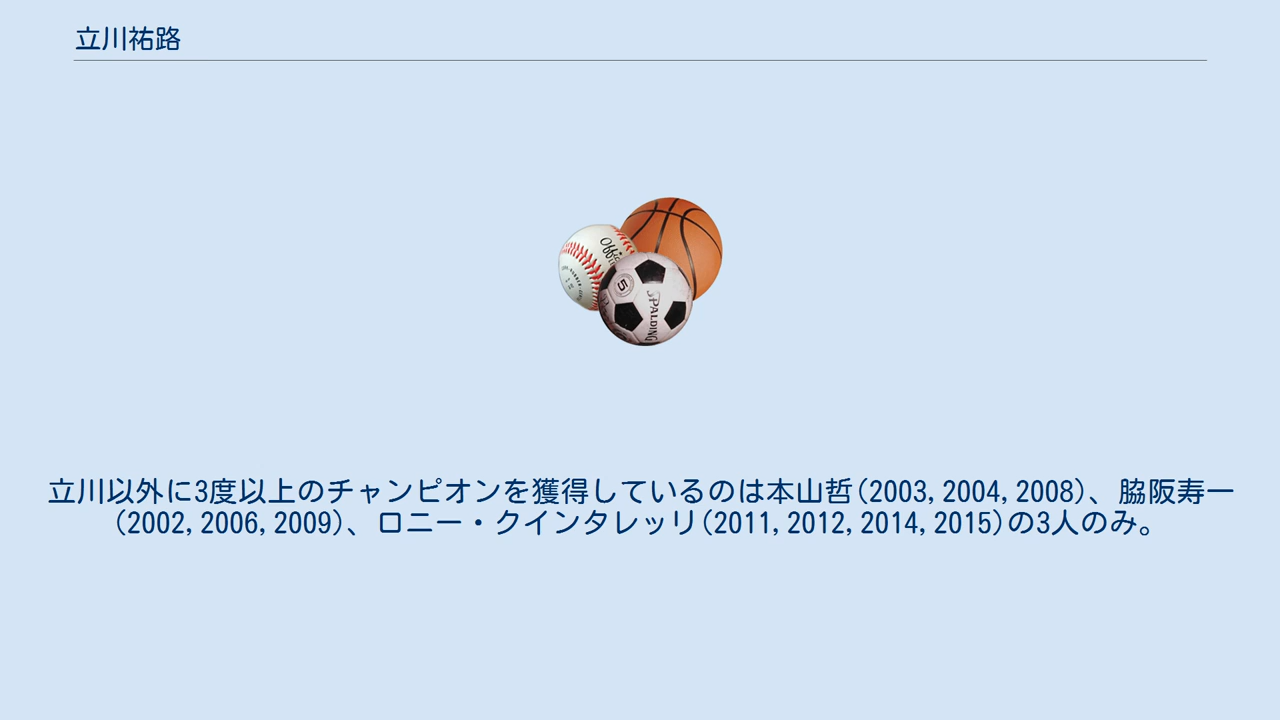 立川祐路
立川以外に3度以上のチャンピオンを獲得しているのは本山哲(2003,2004,2008)、脇阪寿一
(2002,2006,2009)、ロニー・クインタレッリ(2011,2012,2014,2015)の3人のみ。
5
SPALDING